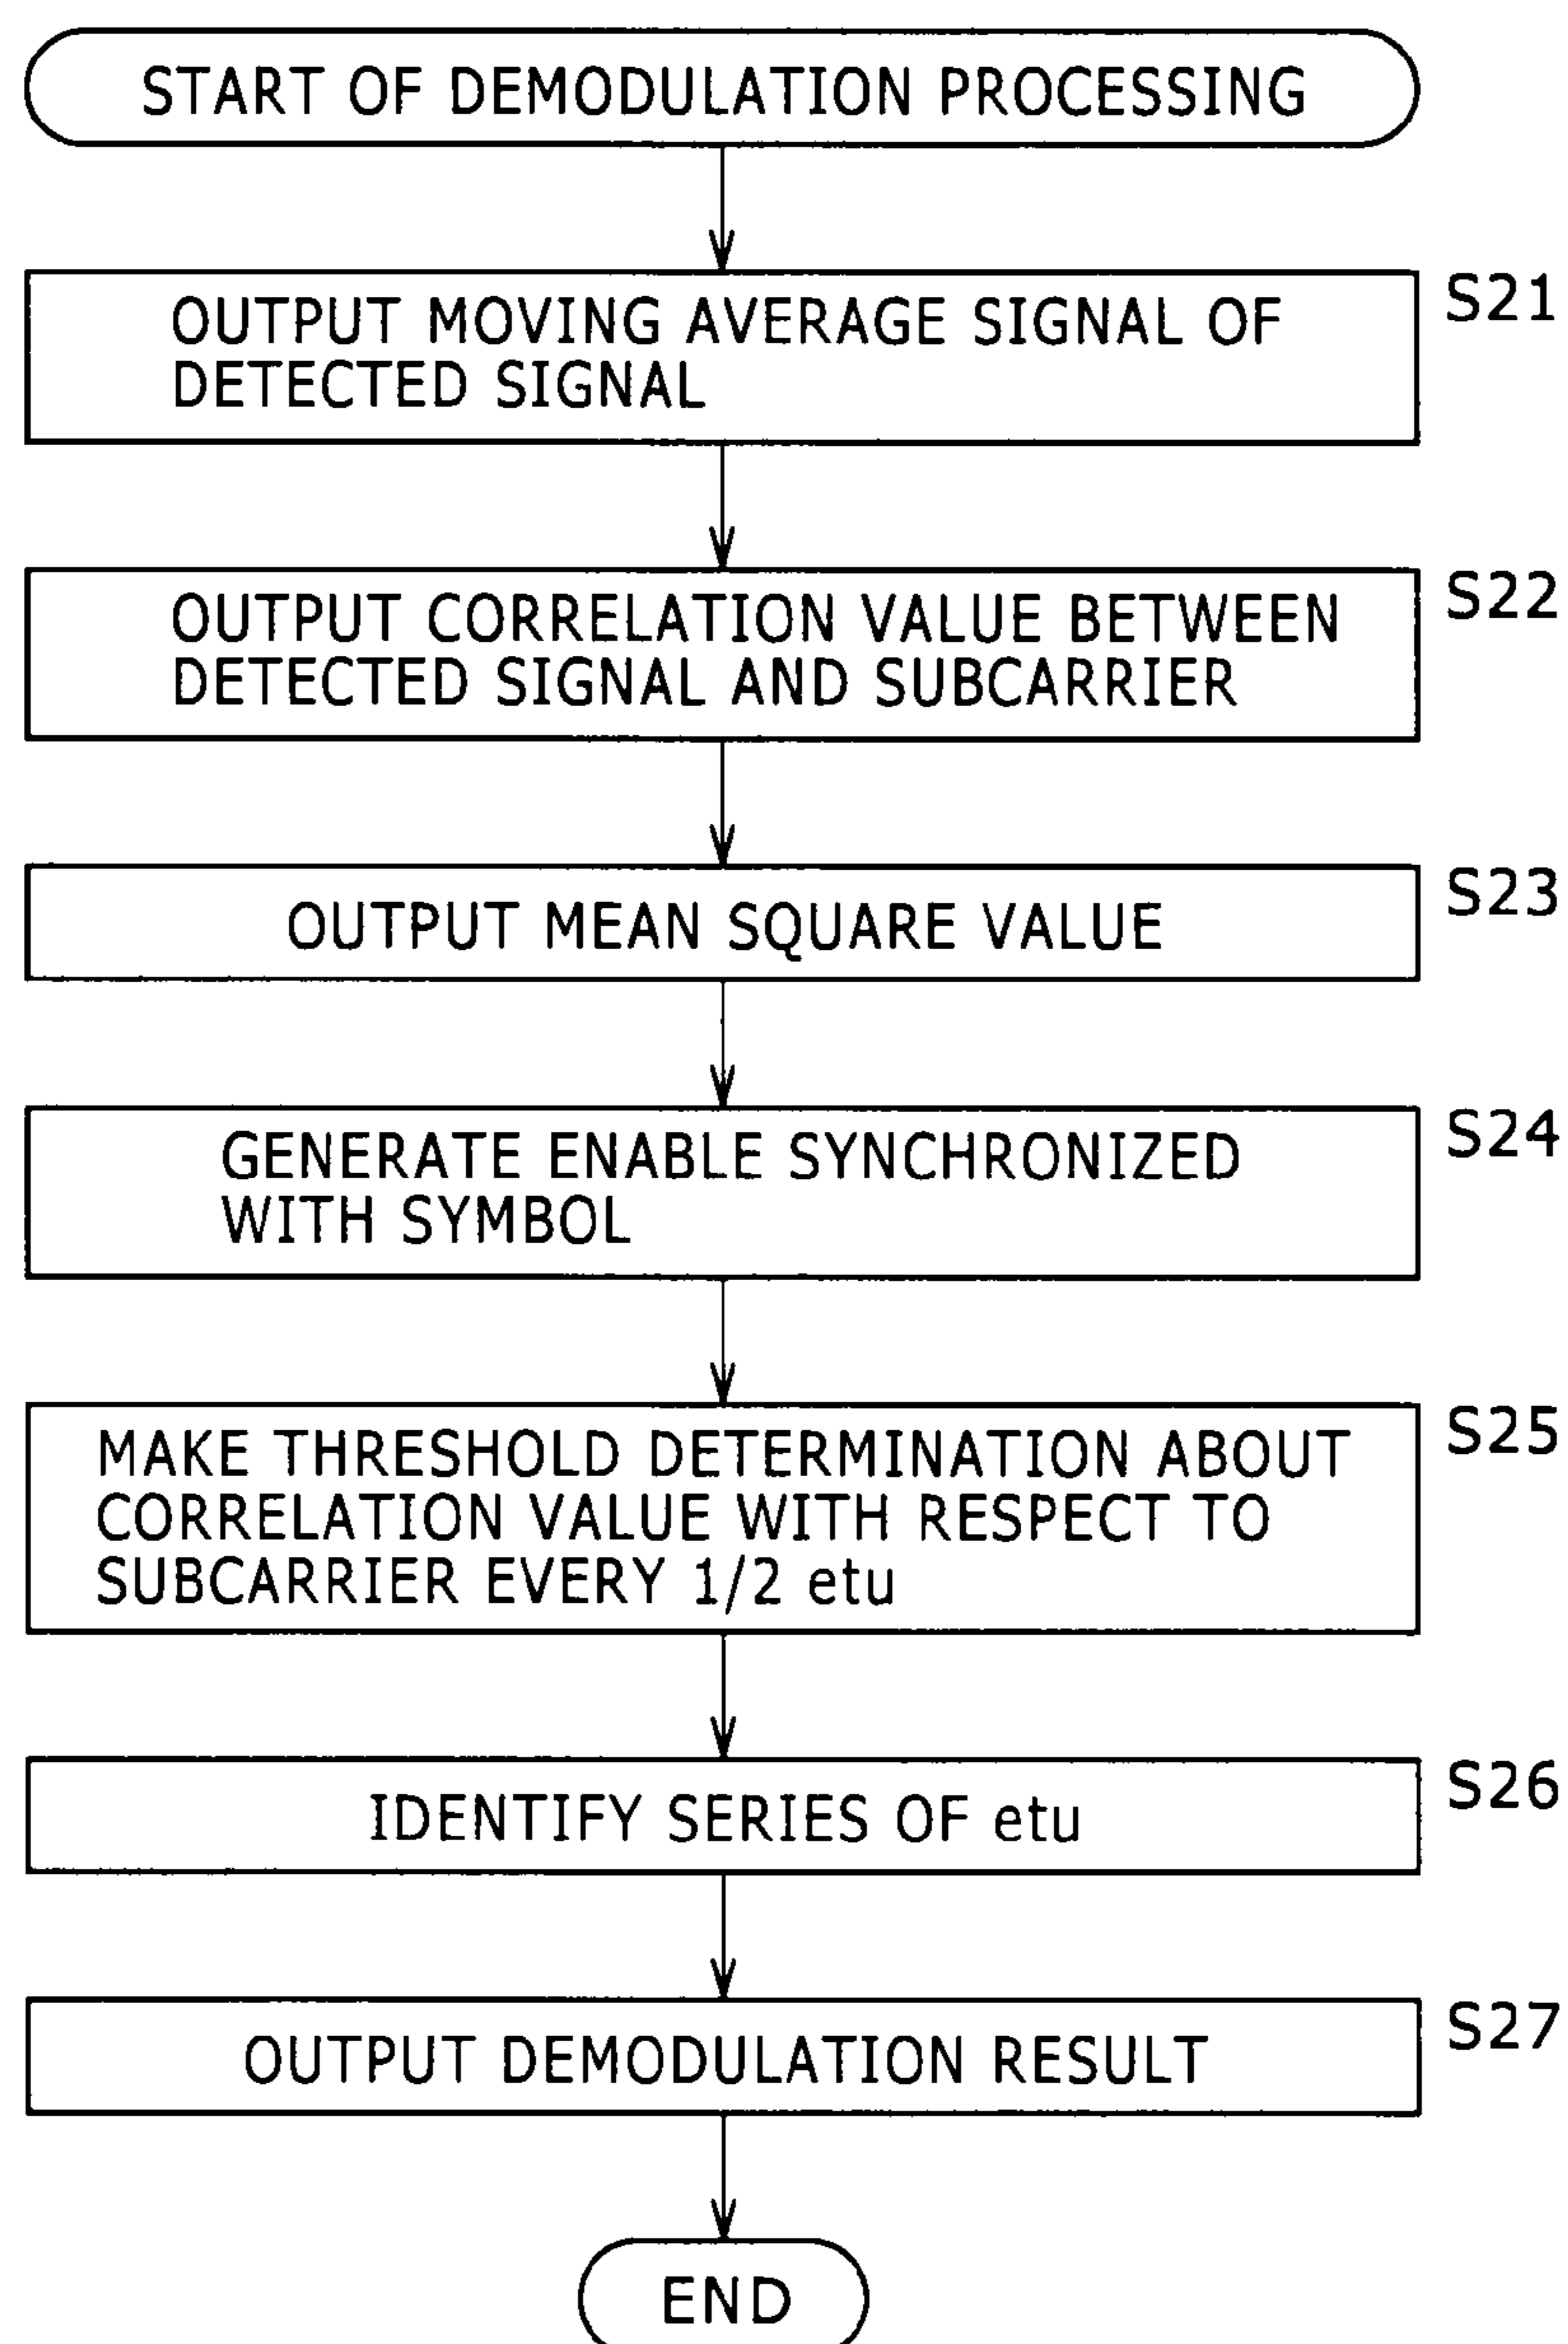 START OF DEMODULATION PROCESSING
S21
OUTPUT MOVING AVERAGE SIGNAL OF
DETECTED SIGNAL
S22
OUTPUT CORRELATION VALUE BETWEEN
DETECTED SIGNAL AND SUBCARRIER
S23
OUTPUT MEAN SQUARE VALUE
S24
GENERATE ENABLE SYNCHRONIZED
WITH SYMBOL
S25
MAKE THRESHOLD DETERMINATION ABOUT
CORRELATION VALUE WITH RESPECT TO
SUBCARRIER EVERY 1/2 etu
S26
IDENTIFY SERIES OF etu
S27
OUTPUT DEMODULATION RESULT
END